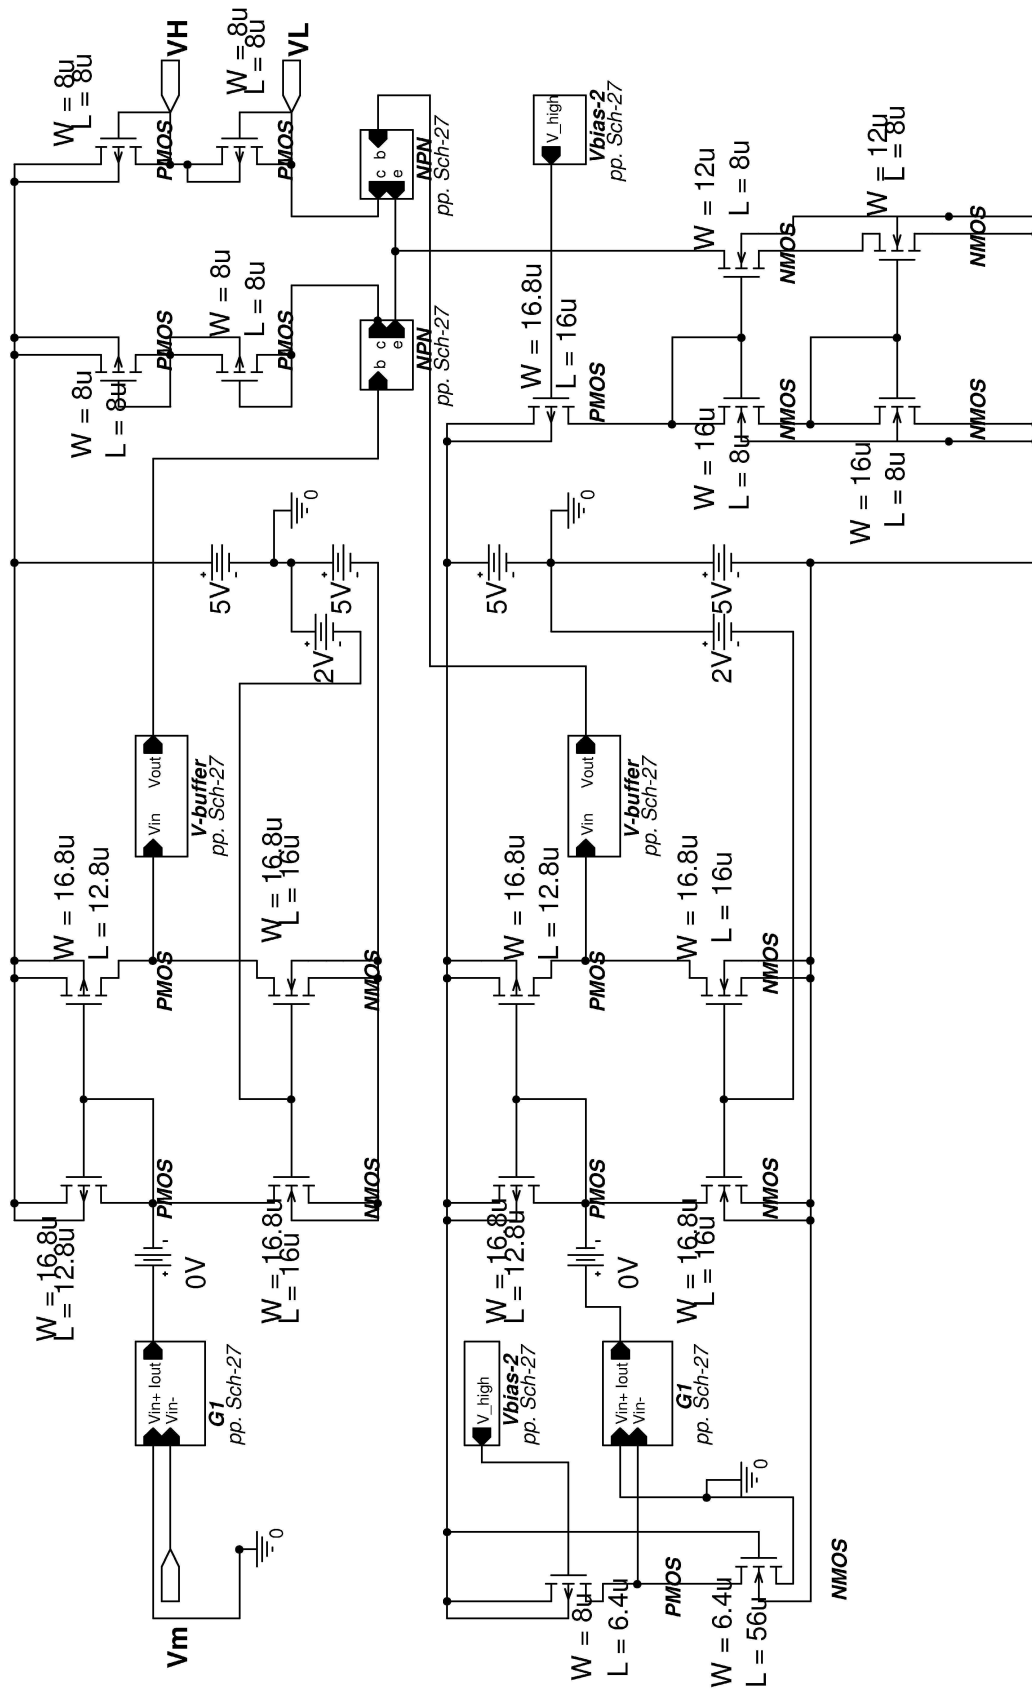 VH
VL
W = 8u
L = 8u
PMOS
W = 8u
L = 8u
PMOS
W = 8u
L = 8u
PMOS
W = 8u
L = 8u
PMOS
c b
e
NPN
pp. Sch-27
b c
e
NPN
pp. Sch-27
V_high
Vbias-2
pp. Sch-27
W = 16.8u
L = 16u
PMOS
W = 12u
L = 8u
NMOS
W = 12u
L = 8u
NMOS
W = 16u
L = 8u
NMOS
W = 16u
L = 8u
NMOS
5V
+
-
0
5V
+
-
2V
+
-
5V
+
-
0
5V
+
-
2V
+
-
Vin Vout
V-buffer
pp. Sch-27
Vin Vout
V-buffer
pp. Sch-27
W = 16.8u
L = 12.8u
PMOS
W = 16.8u
L = 16u
NMOS
W = 16.8u
L = 12.8u
PMOS
W = 16.8u
L = 16u
NMOS
W = 16.8u
L = 12.8u
PMOS
W = 16.8u
L = 16u
NMOS
W = 16.8u
L = 12.8u
PMOS
W = 16.8u
L = 16u
NMOS
+
-
0V
+
-
0V
Vin+ Iout
Vin-
G1
pp. Sch-27
V_high
Vbias-2
pp. Sch-27
Vin+ Iout
Vin-
G1
pp. Sch-27
0
0
Vm
W = 8u
L = 6.4u
PMOS
W = 6.4u
L = 56u
NMOS